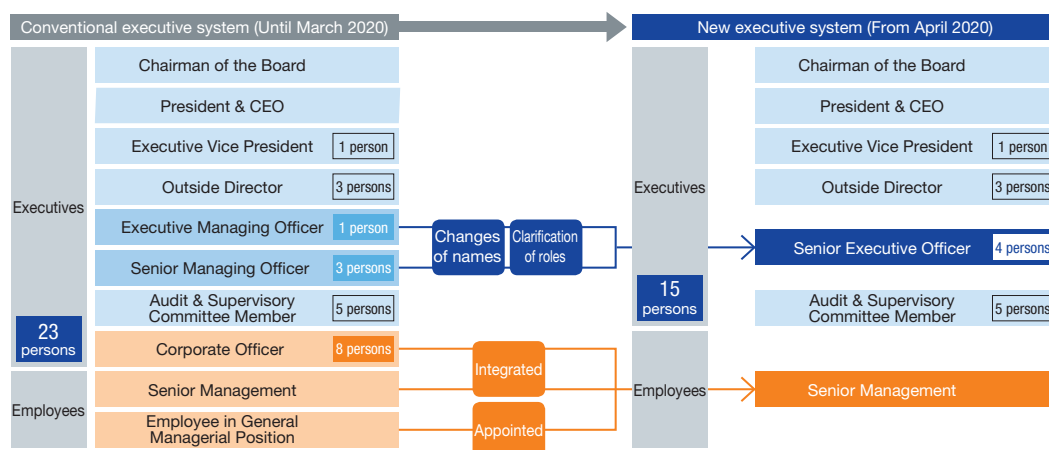 Conventional executive system (Until March 2020)
New executive system (From April 2020)
Executives
23
persons
Employees
Chairman of the Board
President & CEO
Executive Vice President
1 person
Outside Director
3 persons
Executive Managing Officer
1 person
Senior Managing Officer
3 persons
Audit & Supervisory
Committee Member
5 persons
Corporate Officer
8 persons
Senior Management
Employee in General
Managerial Position
Changes
of names
Clarification
of roles
Integrated
Appointed
Executives
15
persons
Employees
Chairman of the Board
President & CEO
Executive Vice President
1 person
Outside Director
3 persons
Senior Executive Officer
4 persons
Audit & Supervisory
Committee Member
5 persons
Senior Management